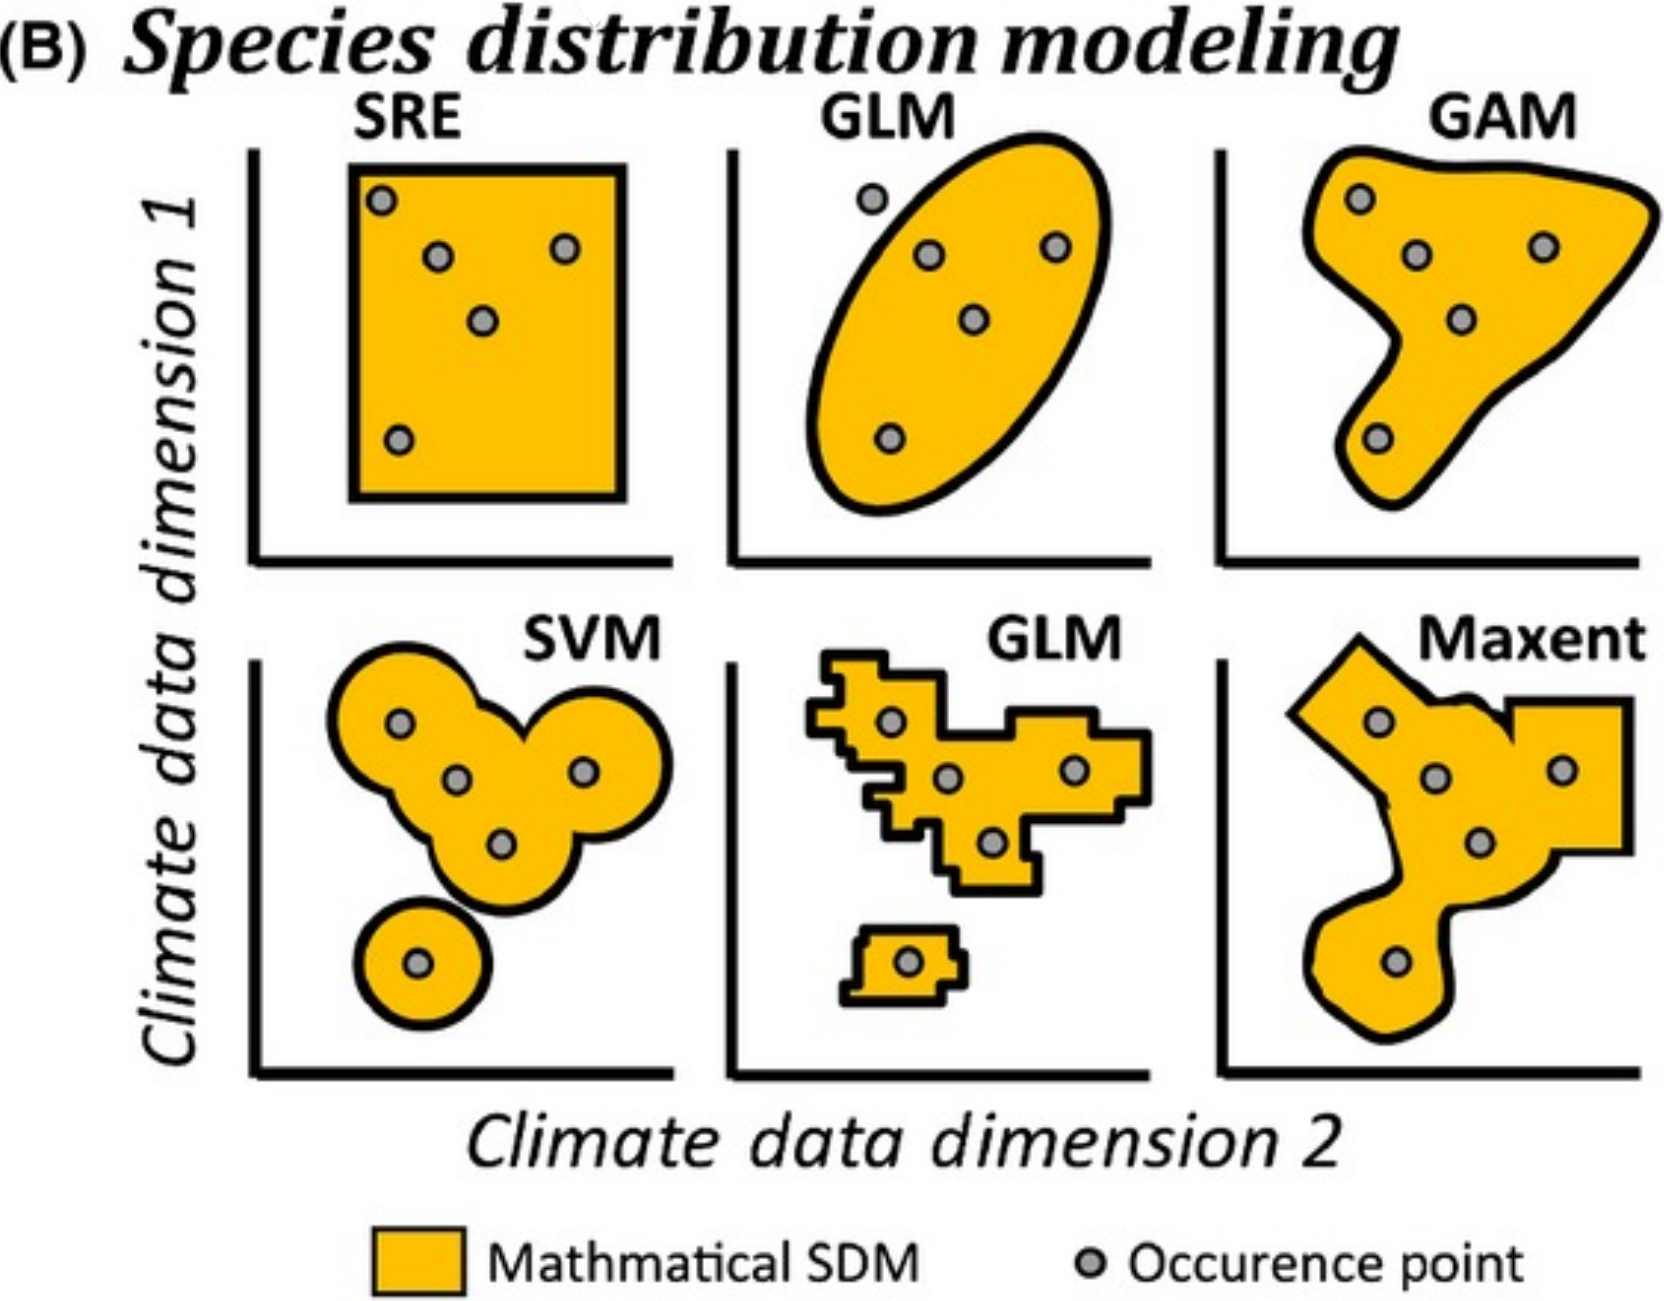 (B) Species distribution modeling
SRE GLM GAM
Climate data dimension 1
SVM GLM Maxent
Climate data dimension 2
Mathmatical SDM Occurence point